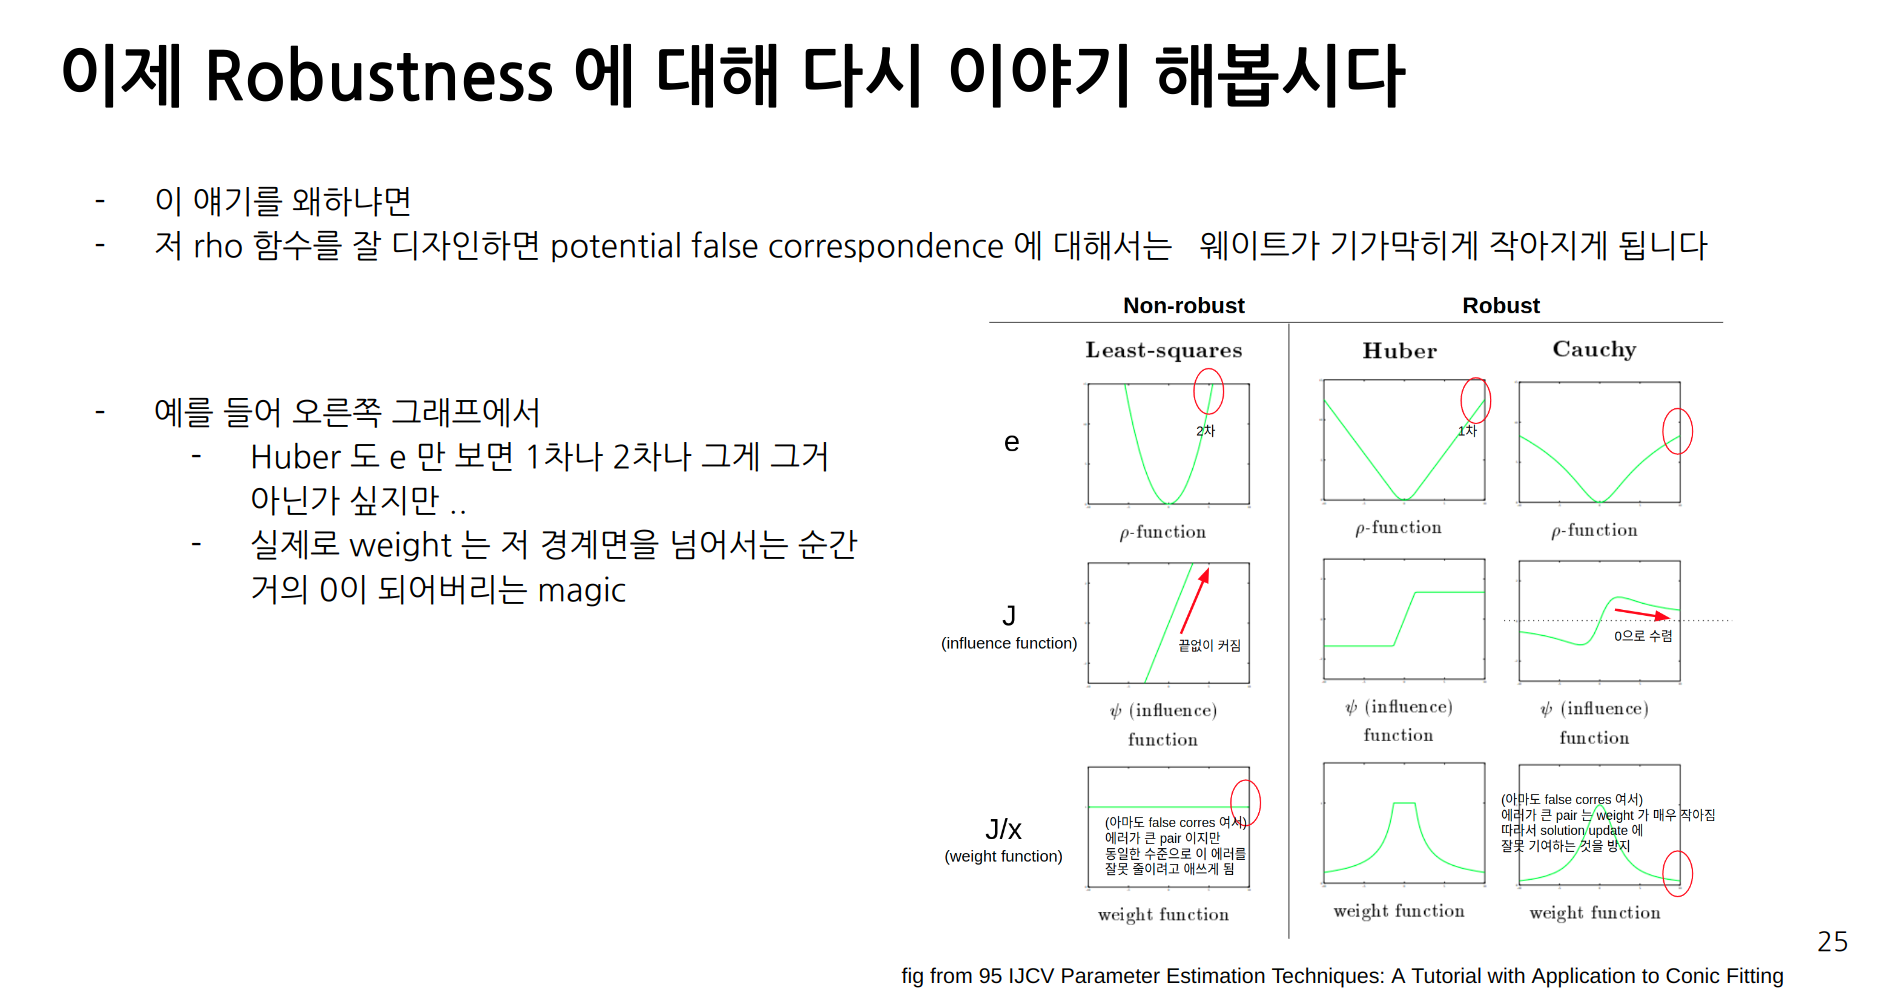 이제 Robustness 에 대해 다시 이야기 해봅시다
- 이 얘기를 왜하냐면
- 저 rho 함수를 잘 디자인하면 potential false correspondence 에 대해서는 웨이트가 기가막히게 작아지게 됩니다
- 예를 들어 오른쪽 그래프에서
- Huber 도 e 만 보면 1차나 2차나 그게 그거
아닌가 싶지만 ..
- 실제로 weight 는 저 경계면을 넘어서는 순간
거의 0이 되어버리는 magic
Non-robust Robust
Least-squares Huber Cauchy
e
2차
1차
ρ-function ρ-function ρ-function
J
(influence function)
끝없이 커짐
0으로 수렴
ψ (influence)
function
ψ (influence)
function
ψ (influence)
function
J/x
(weight function)
(아마도 false corres 여서)
에러가 큰 pair 이지만
동일한 수준으로 이 에러를
잘못 줄이려고 애쓰게 됨
(아마도 false corres 여서)
에러가 큰 pair 는 weight 가 매우 작아짐
따라서 solution update 에
잘못 기여하는 것을 방지
weight function weight function weight function
25
fig from 95 IJCV Parameter Estimation Techniques: A Tutorial with Application to Conic Fitting